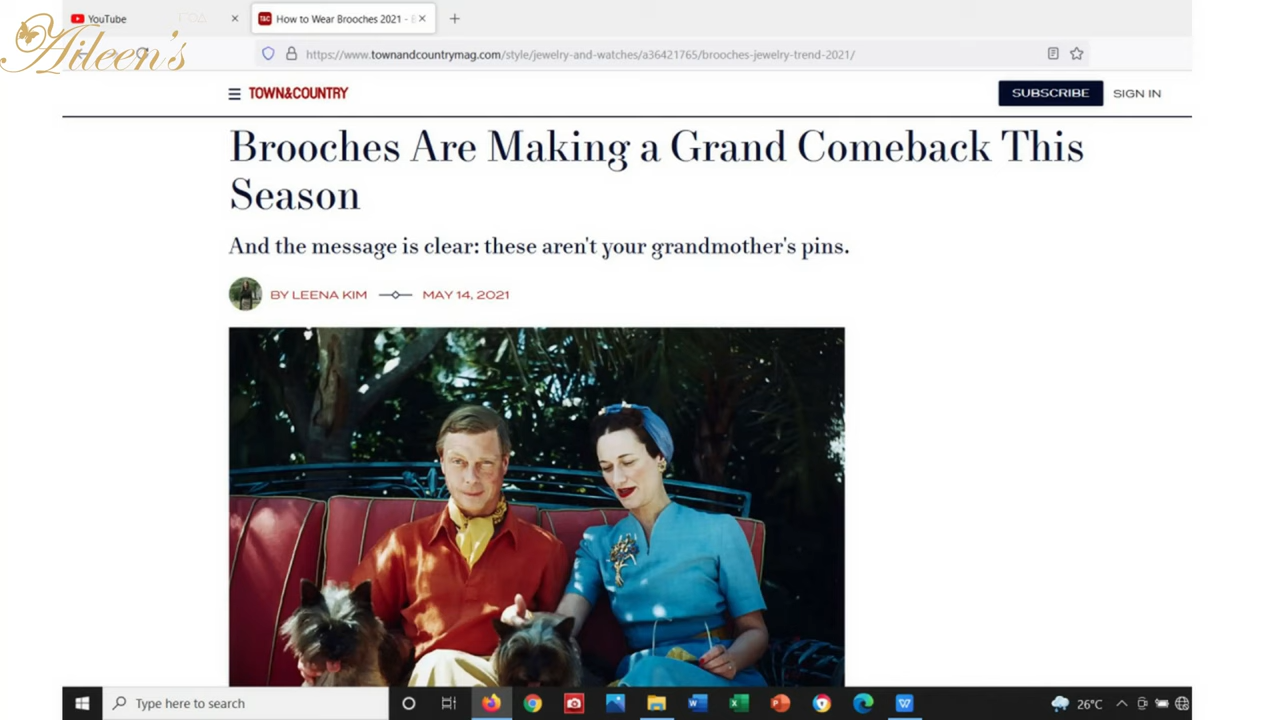 YouTube
How to Wear Brooches 2021 -
Aileen's
https://www.townandcountrymag.com/style/jewelry-and-watches/a36421765/brooches-jewelry-trend-2021/
TOWN&COUNTRY
SUBSCRIBE
SIGN IN
Brooches Are Making a Grand Comeback This
Season
And the message is clear: these aren't your grandmother's pins.
BY LEENA KIM
MAY 14, 2021
Type here to search
26°C